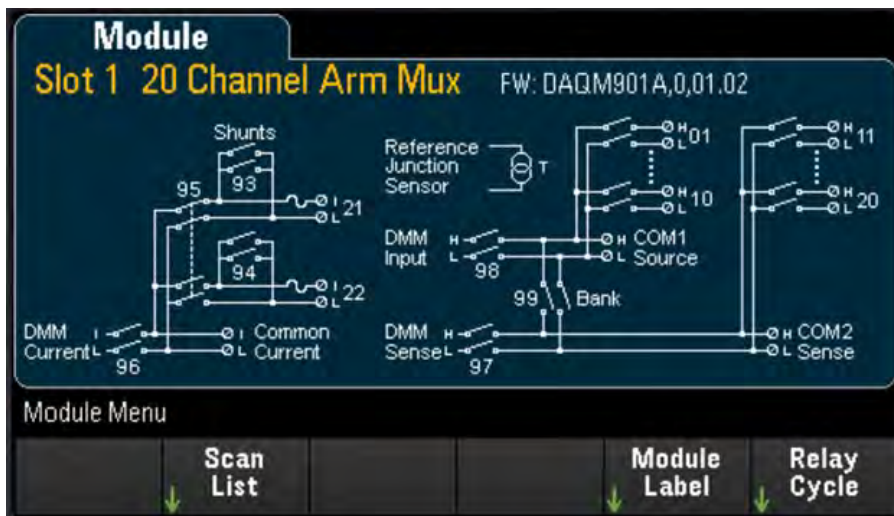 Module
Slot 1 20 Channel Arm Mux FW: DAQM901A,0,01.02
Shunts
93
95
I
L 21
94
I
L 22
DMM I
Current L
96
I Common
L Current
Reference
Junction
Sensor
T
DMM H
Input L
98
H COM1
L Source
99 Bank
DMM H
Sense L
97
H COM2
L Sense
H
L 01
H
L 10
H
L 11
H
L 20
Module Menu
Scan
List
Module
Label
Relay
Cycle